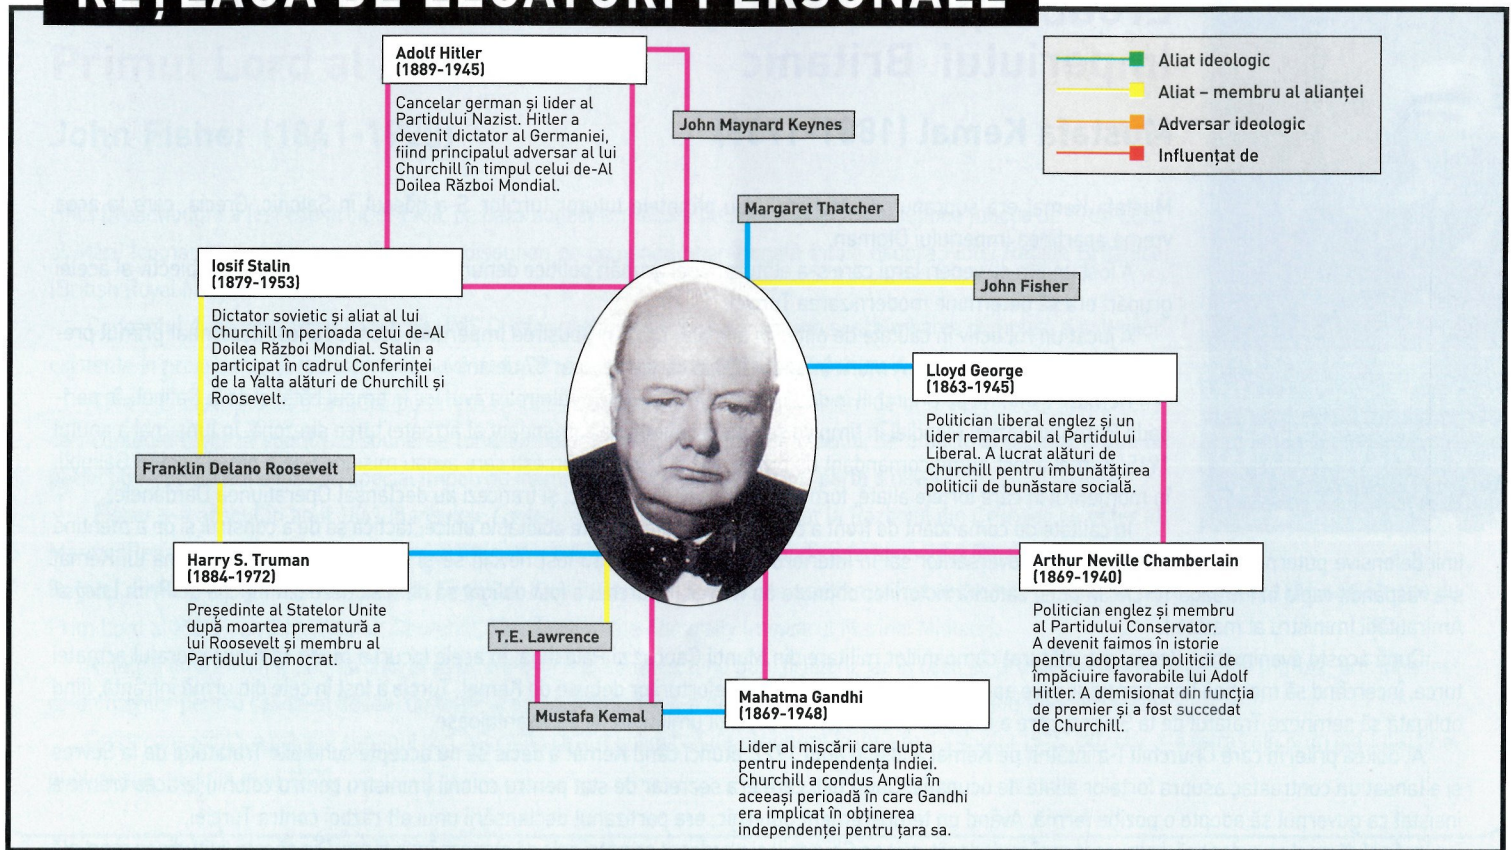 REȚEAUA DE LEGĂTURI PERSONALE
Adolf Hitler
(1889-1945)
Cancelar german și lider al
Partidului Nazist. Hitler a
devenit dictator al Germaniei,
fiind principalul adversar al lui
Churchill în timpul celui de-Al
Doilea Război Mondial.
John Maynard Keynes
Aliat ideologic
Aliat – membru al alianței
Adversar ideologic
Influențat de
Margaret Thatcher
John Fisher
Iosif Stalin
(1879-1953)
Dictator sovietic și aliat al lui
Churchill în perioada celui de-Al
Doilea Război Mondial. Stalin a
participat în cadrul Conferinței
de la Yalta alături de Churchill și
Roosevelt.
Lloyd George
(1863-1945)
Politician liberal englez și un
lider remarcabil al Partidului
Liberal. A lucrat alături de
Churchill pentru îmbunătățirea
politicii de bunăstare socială.
Franklin Delano Roosevelt
Harry S. Truman
(1884-1972)
Președinte al Statelor Unite
după moartea prematură a
lui Roosevelt și membru al
Partidului Democrat.
Arthur Neville Chamberlain
(1869-1940)
Politician englez și membru
al Partidului Conservator.
A devenit faimos în istorie
pentru adoptarea politicii de
împăciuire favorabile lui Adolf
Hitler. A demisionat din funcția
de premier și a fost succedat
de Churchill.
T.E. Lawrence
Mustafa Kemal
Mahatma Gandhi
(1869-1948)
Lider al mișcării care lupta
pentru independența Indiei.
Churchill a condus Anglia în
aceeași perioadă în care Gandhi
era implicat în obținerea
independenței pentru țara sa.